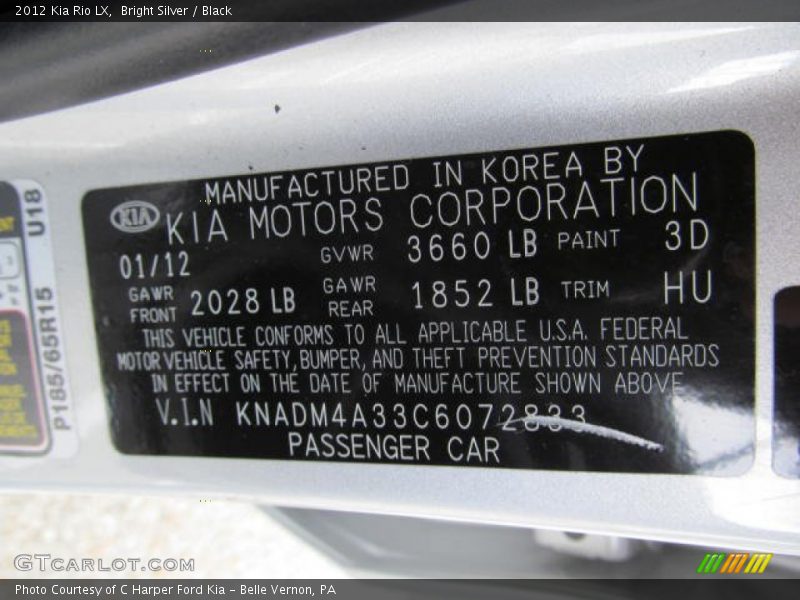 2012 Kia Rio LX, Bright Silver / Black
MANUFACTURED IN KOREA BY
KIA KIA MOTORS CORPORATION
01/12 GVWR 3660 LB PAINT 3D
GAWR FRONT 2028 LB GAWR REAR 1852 LB TRIM HU
THIS VEHICLE CONFORMS TO ALL APPLICABLE U.S.A. FEDERAL
MOTOR VEHICLE SAFETY, BUMPER, AND THEFT PREVENTION STANDARDS
IN EFFECT ON THE DATE OF MANUFACTURE SHOWN ABOVE
V.I.N KNADM4A33C6072833
PASSENGER CAR
U18
P185/65R15
GTcarlot.com
Photo Courtesy of C Harper Ford Kia – Belle Vernon, PA